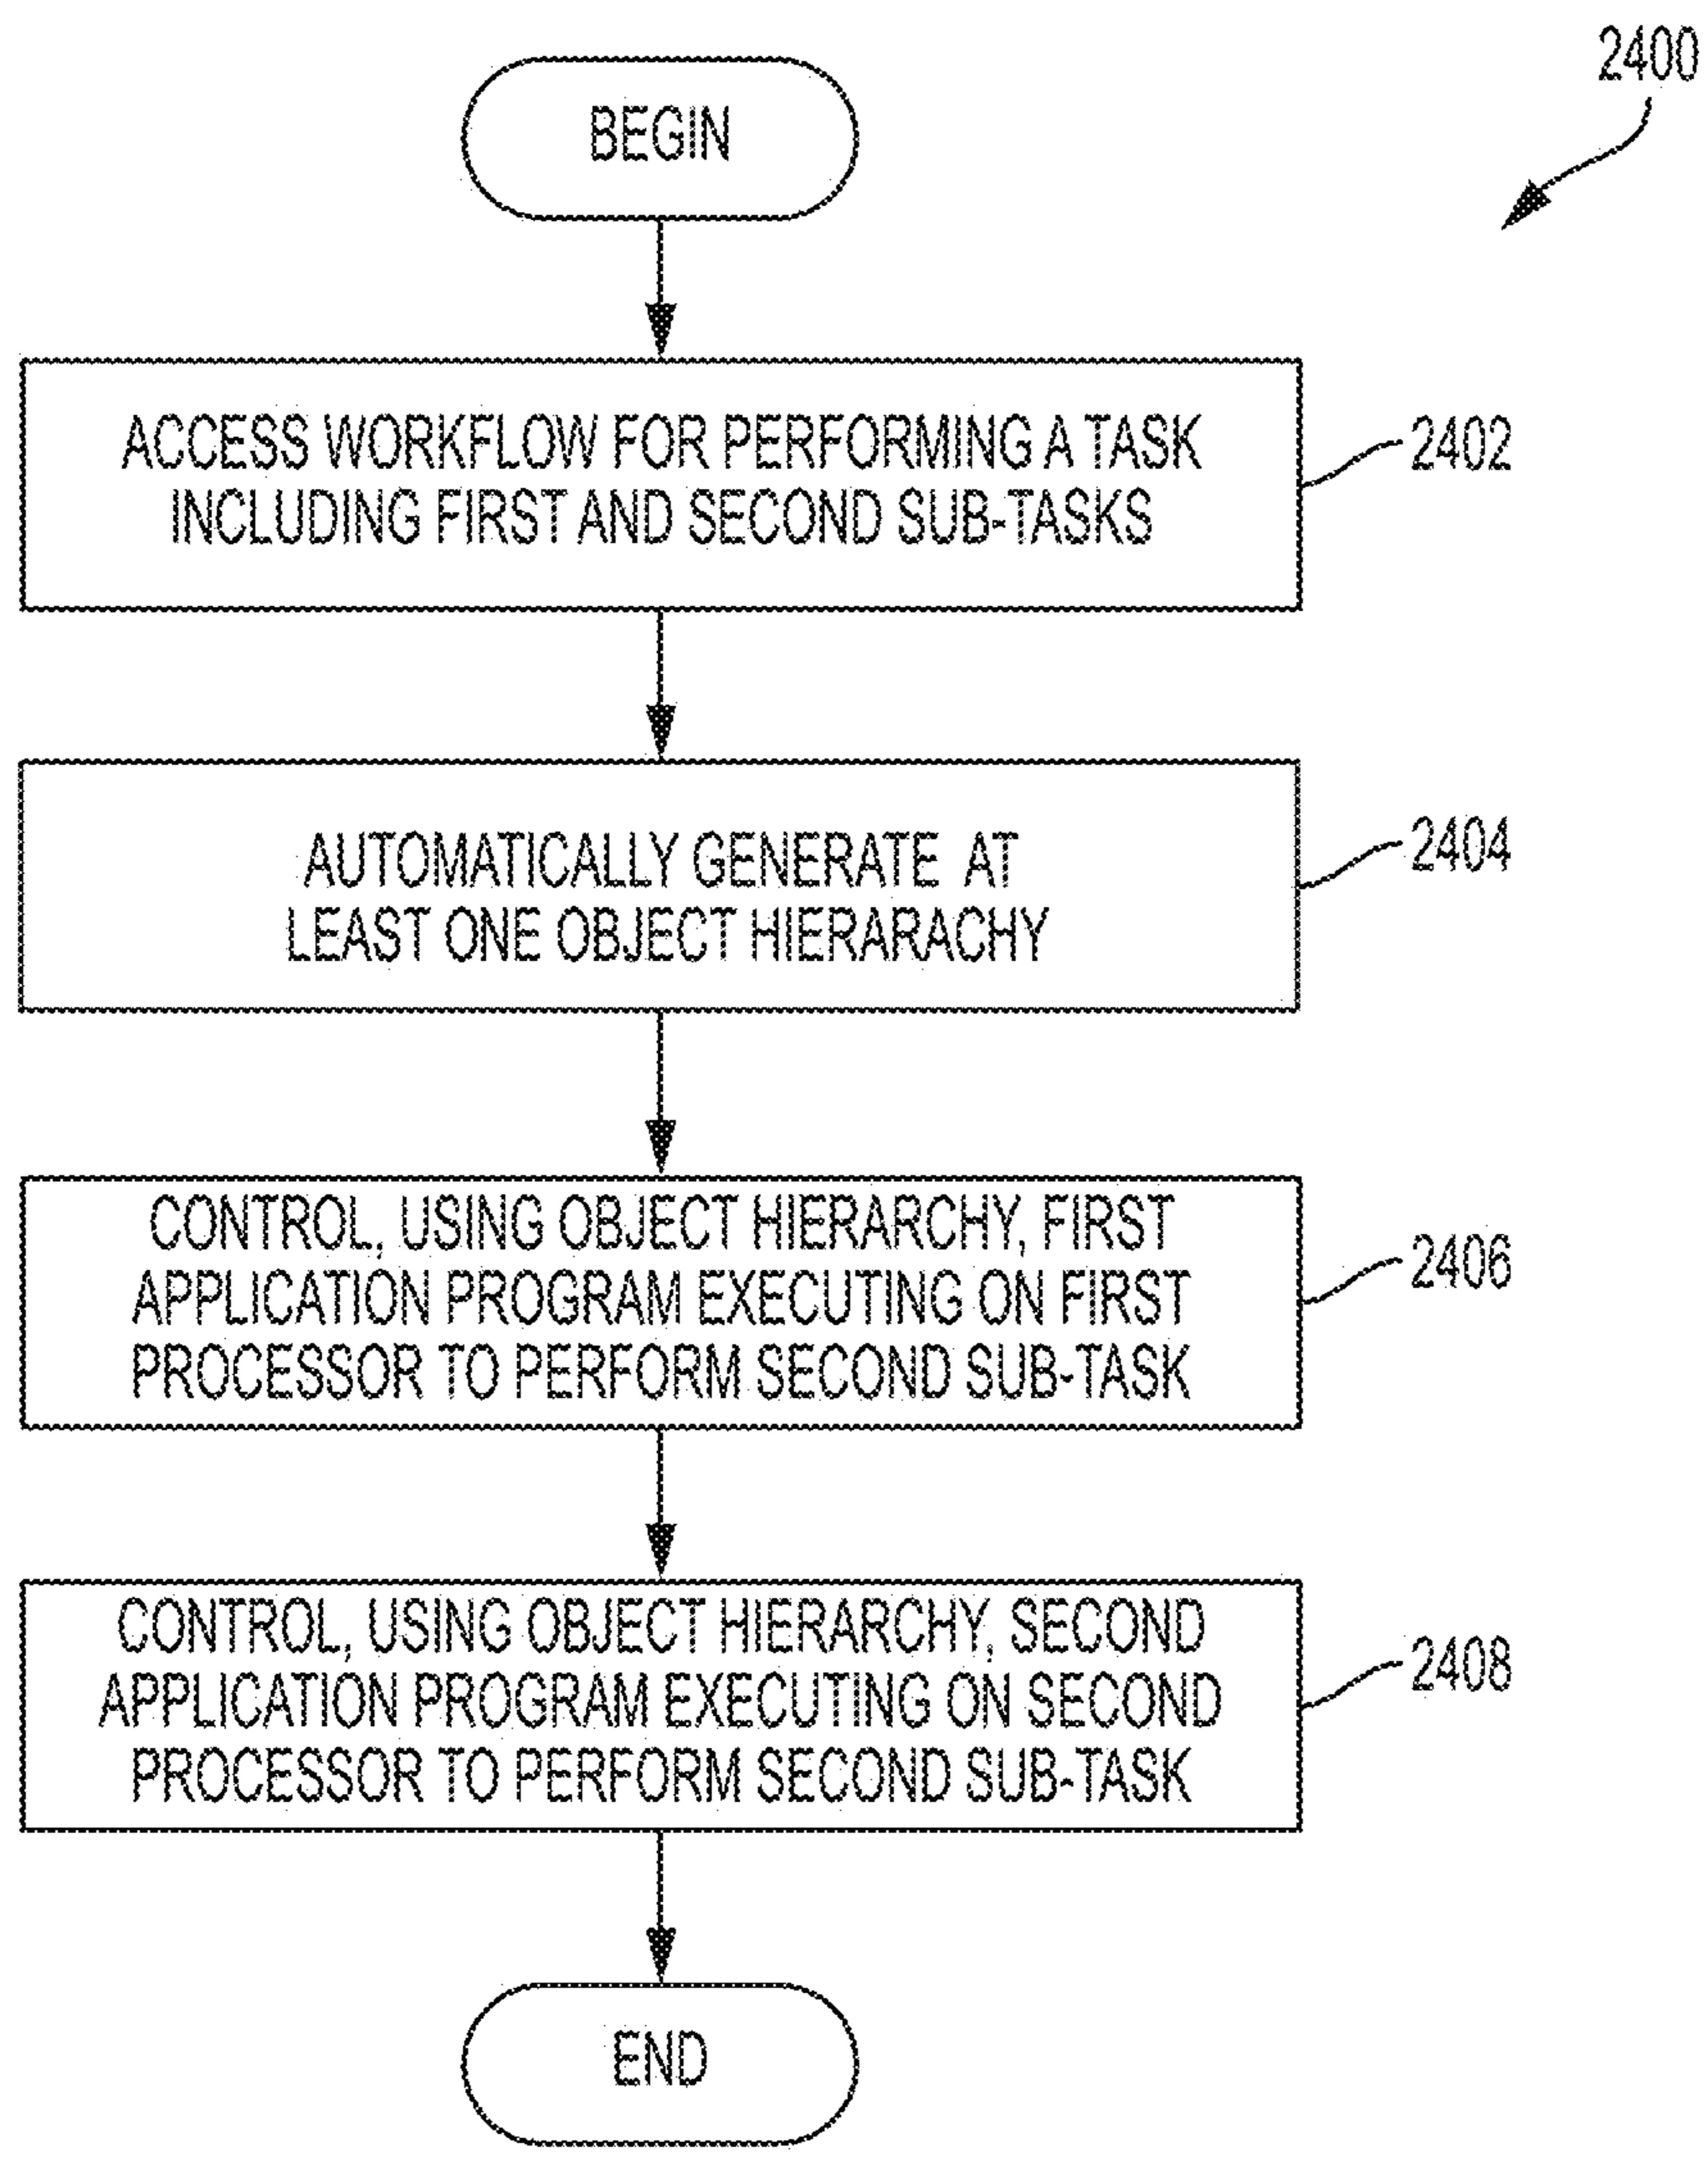 2400
BEGIN
ACCESS WORKFLOW FOR PERFORMING A TASK
INCLUDING FIRST AND SECOND SUB-TASKS
2402
AUTOMATICALLY GENERATE AT
LEAST ONE OBJECT HIERARACHY
2404
CONTROL, USING OBJECT HIERARCHY, FIRST
APPLICATION PROGRAM EXECUTING ON FIRST
PROCESSOR TO PERFORM SECOND SUB-TASK
2406
CONTROL, USING OBJECT HIERARCHY, SECOND
APPLICATION PROGRAM EXECUTING ON SECOND
PROCESSOR TO PERFORM SECOND SUB-TASK
2408
END